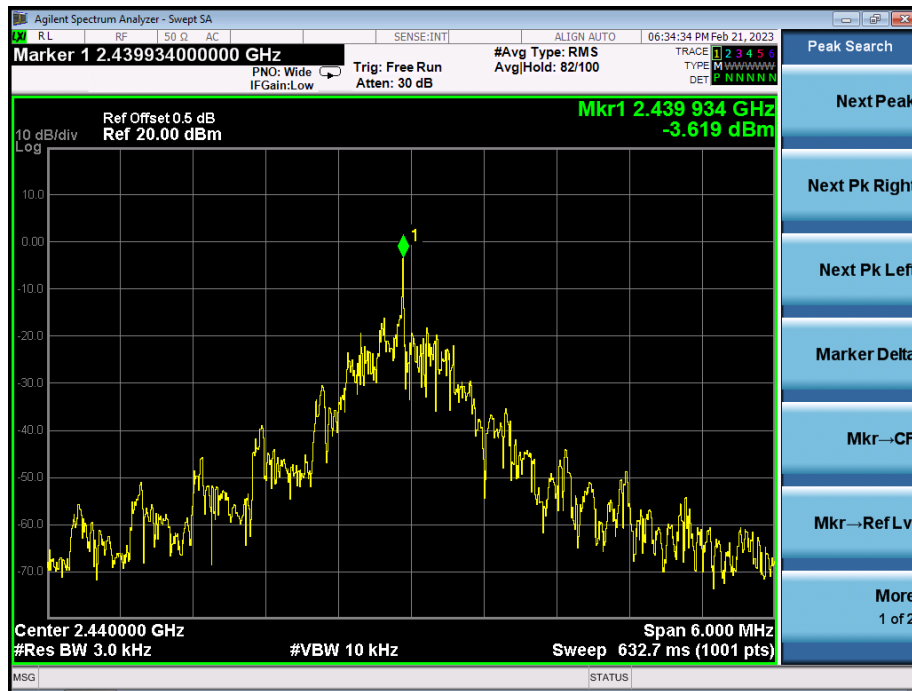 Agilent Spectrum Analyzer - Swept SA
LXI RL RF 50 Ω AC SENSE:INT ALIGN AUTO 06:34:34 PM Feb 21, 2023
Marker 1 2.439934000000 GHz
PNO: Wide
IFGain:Low
Trig: Free Run
Atten: 30 dB
#Avg Type: RMS
Avg|Hold: 82/100
TRACE 1 2 3 4 5 6
TYPE M WWWWW
DET P N N N N N
Mkr1 2.439 934 GHz
-3.619 dBm
Ref Offset 0.5 dB
10 dB/div Ref 20.00 dBm
Log
10.0
0.00
-10.0
-20.0
-30.0
-40.0
-50.0
-60.0
-70.0
1
Center 2.440000 GHz Span 6.000 MHz
#Res BW 3.0 kHz #VBW 10 kHz Sweep 632.7 ms (1001 pts)
MSG STATUS
Peak Search
Next Peak
Next Pk Right
Next Pk Left
Marker Delta
Mkr→CF
Mkr→Ref Lv
More
1 of 2